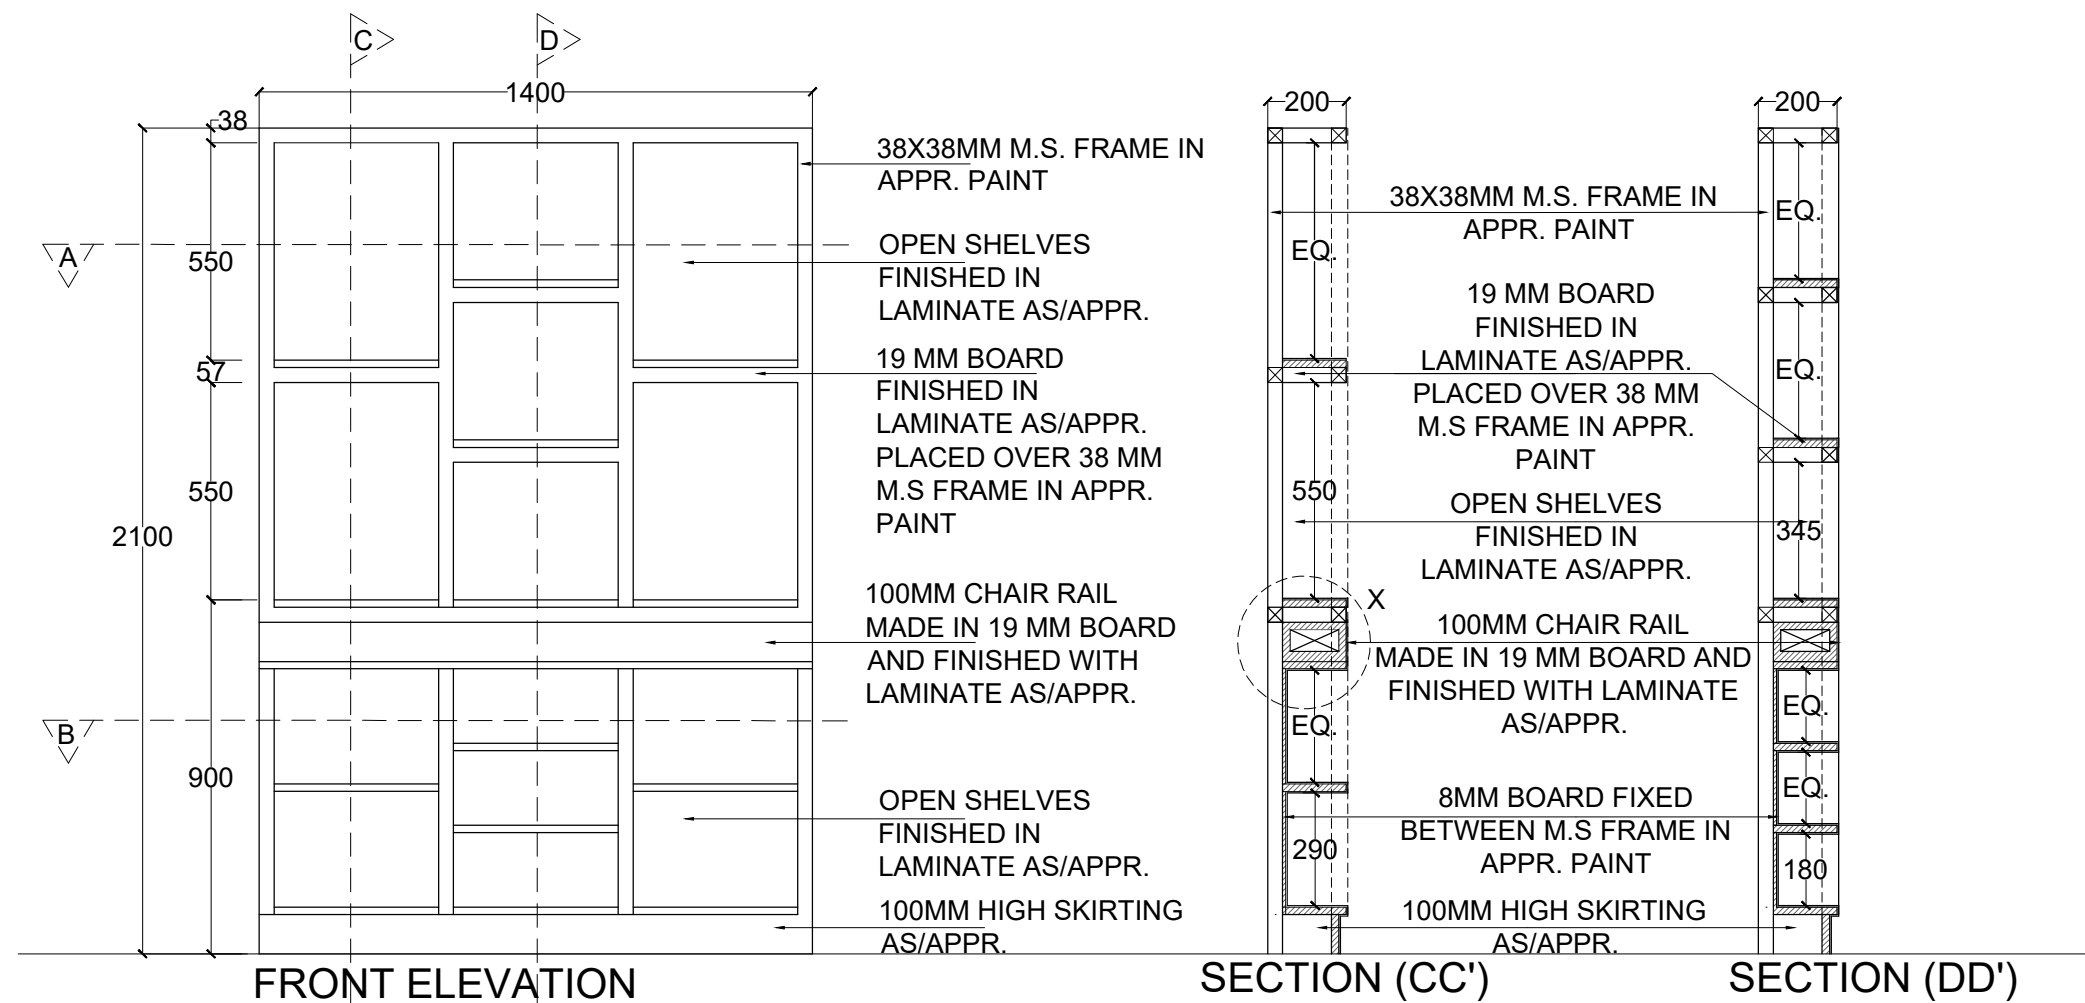 C
D
1400
38
550
57
550
2100
900
A
B
38X38MM M.S. FRAME IN
APPR. PAINT
OPEN SHELVES
FINISHED IN
LAMINATE AS/APPR.
19 MM BOARD
FINISHED IN
LAMINATE AS/APPR.
PLACED OVER 38 MM
M.S FRAME IN APPR.
PAINT
100MM CHAIR RAIL
MADE IN 19 MM BOARD
AND FINISHED WITH
LAMINATE AS/APPR.
OPEN SHELVES
FINISHED IN
LAMINATE AS/APPR.
100MM HIGH SKIRTING
AS/APPR.
FRONT ELEVATION
200
EQ.
550
X
EQ.
290
SECTION (CC')
38X38MM M.S. FRAME IN
APPR. PAINT
19 MM BOARD
FINISHED IN
LAMINATE AS/APPR.
PLACED OVER 38 MM
M.S FRAME IN APPR.
PAINT
OPEN SHELVES
FINISHED IN
LAMINATE AS/APPR.
100MM CHAIR RAIL
MADE IN 19 MM BOARD AND
FINISHED WITH LAMINATE
AS/APPR.
8MM BOARD FIXED
BETWEEN M.S FRAME IN
APPR. PAINT
100MM HIGH SKIRTING
AS/APPR.
200
EQ.
EQ.
345
EQ.
EQ.
180
SECTION (DD')